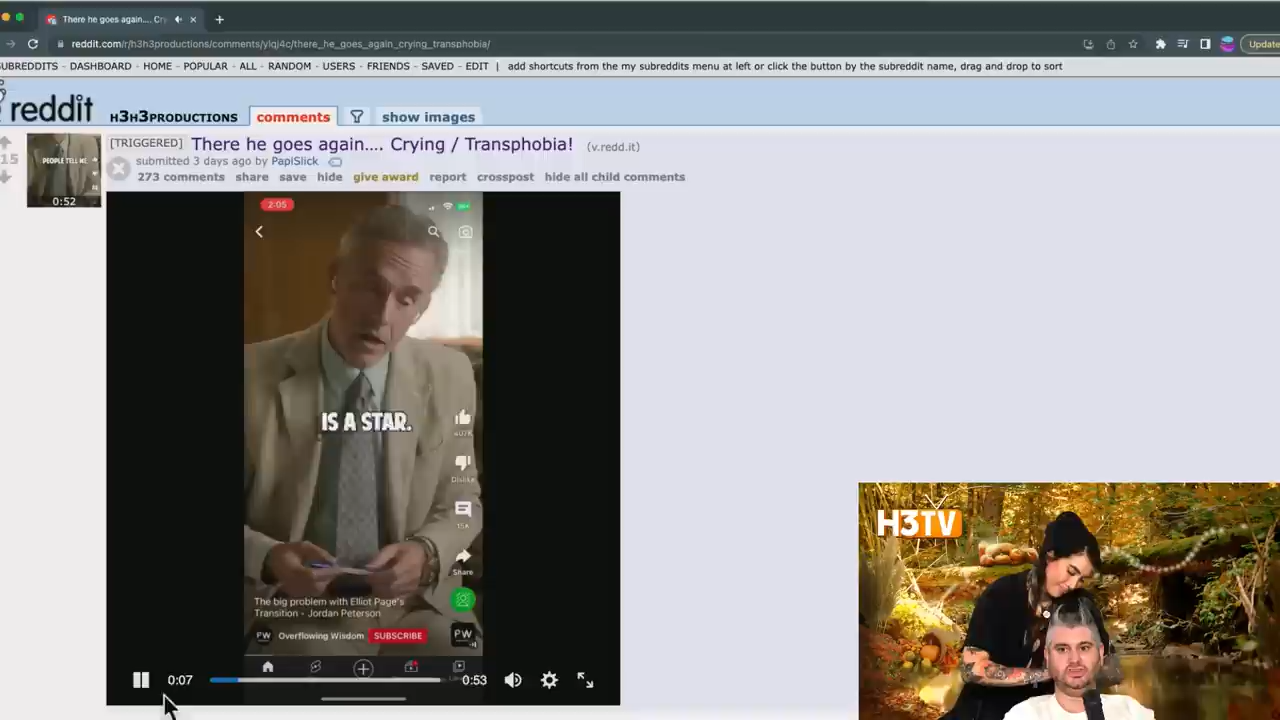 There he goes again.... Cry
reddit.com/r/h3h3productions/comments/ylqj4c/there_he_goes_again_crying_transphobia/
Update
SUBREDDITS - DASHBOARD - HOME - POPULAR - ALL - RANDOM - USERS - FRIENDS - SAVED - EDIT | add shortcuts from the my subreddits menu at left or click the button by the subreddit name, drag and drop to sort
reddit H3H3PRODUCTIONS comments show images
[TRIGGERED] There he goes again.... Crying / Transphobia! (v.redd.it)
15
submitted 3 days ago by PapiSlick
273 comments share save hide give award report crosspost hide all child comments
PEOPLE TELL ME
0:52
2:05
IS A STAR.
407K
Dislike
15K
Share
The big problem with Elliot Page's
Transition - Jordan Peterson
PW Overflowing Wisdom SUBSCRIBE PW
0:07 0:53
H3TV